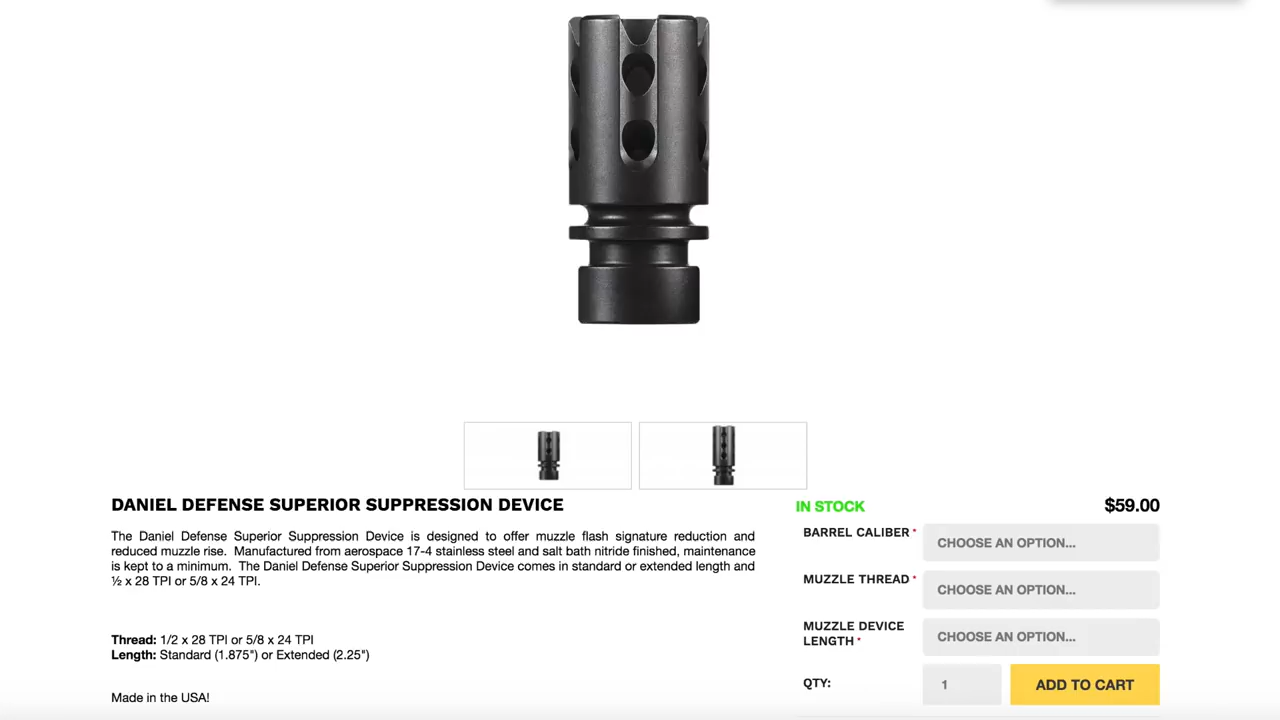 DANIEL DEFENSE SUPERIOR SUPPRESSION DEVICE
The Daniel Defense Superior Suppression Device is designed to offer muzzle flash signature reduction and
reduced muzzle rise. Manufactured from aerospace 17-4 stainless steel and salt bath nitride finished, maintenance
is kept to a minimum. The Daniel Defense Superior Suppression Device comes in standard or extended length and
½ x 28 TPI or 5/8 x 24 TPI.
Thread: 1/2 x 28 TPI or 5/8 x 24 TPI
Length: Standard (1.875") or Extended (2.25")
Made in the USA!
IN STOCK
$59.00
BARREL CALIBER *
CHOOSE AN OPTION...
MUZZLE THREAD *
CHOOSE AN OPTION...
MUZZLE DEVICE
LENGTH *
CHOOSE AN OPTION...
QTY:
1
ADD TO CART